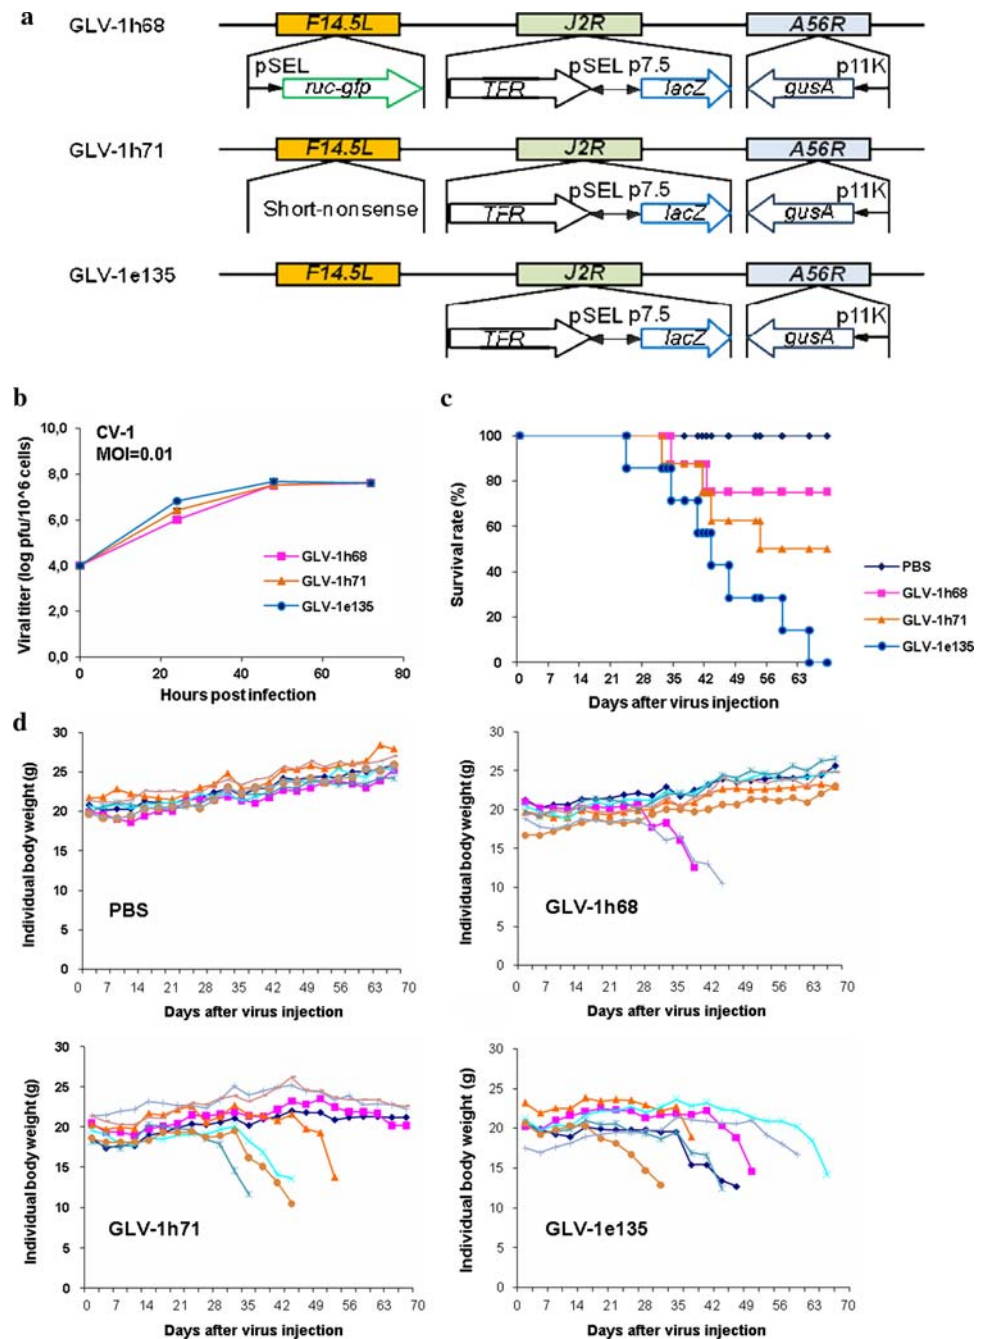 a
GLV-1h68
F14.5L
J2R
A56R
pSEL
ruc-gfp
TFR
pSEL p7.5
lacZ
p11K
gusA
GLV-1h71
F14.5L
J2R
A56R
Short-nonsense
TFR
pSEL p7.5
lacZ
p11K
gusA
GLV-1e135
F14.5L
J2R
A56R
TFR
pSEL p7.5
lacZ
p11K
gusA
b
CV-1
MOI=0.01
Viral titer (log pfu/10^6 cells)
10,0
8,0
6,0
4,0
2,0
0,0
0 20 40 60 80
Hours post infection
GLV-1h68
GLV-1h71
GLV-1e135
c
Survival rate (%)
100
80
60
40
20
0
0 7 14 21 28 35 42 49 56 63
Days after virus injection
PBS
GLV-1h68
GLV-1h71
GLV-1e135
d
Individual body weight (g)
30
25
20
15
10
5
0
PBS
0 7 14 21 28 35 42 49 56 63 70
Days after virus injection
Individual body weight (g)
30
25
20
15
10
5
0
GLV-1h68
0 7 14 21 28 35 42 49 56 63 70
Days after virus injection
Individual body weight (g)
30
25
20
15
10
5
0
GLV-1h71
0 7 14 21 28 35 42 49 56 63 70
Days after virus injection
Individual body weight (g)
30
25
20
15
10
5
0
GLV-1e135
0 7 14 21 28 35 42 49 56 63 70
Days after virus injection